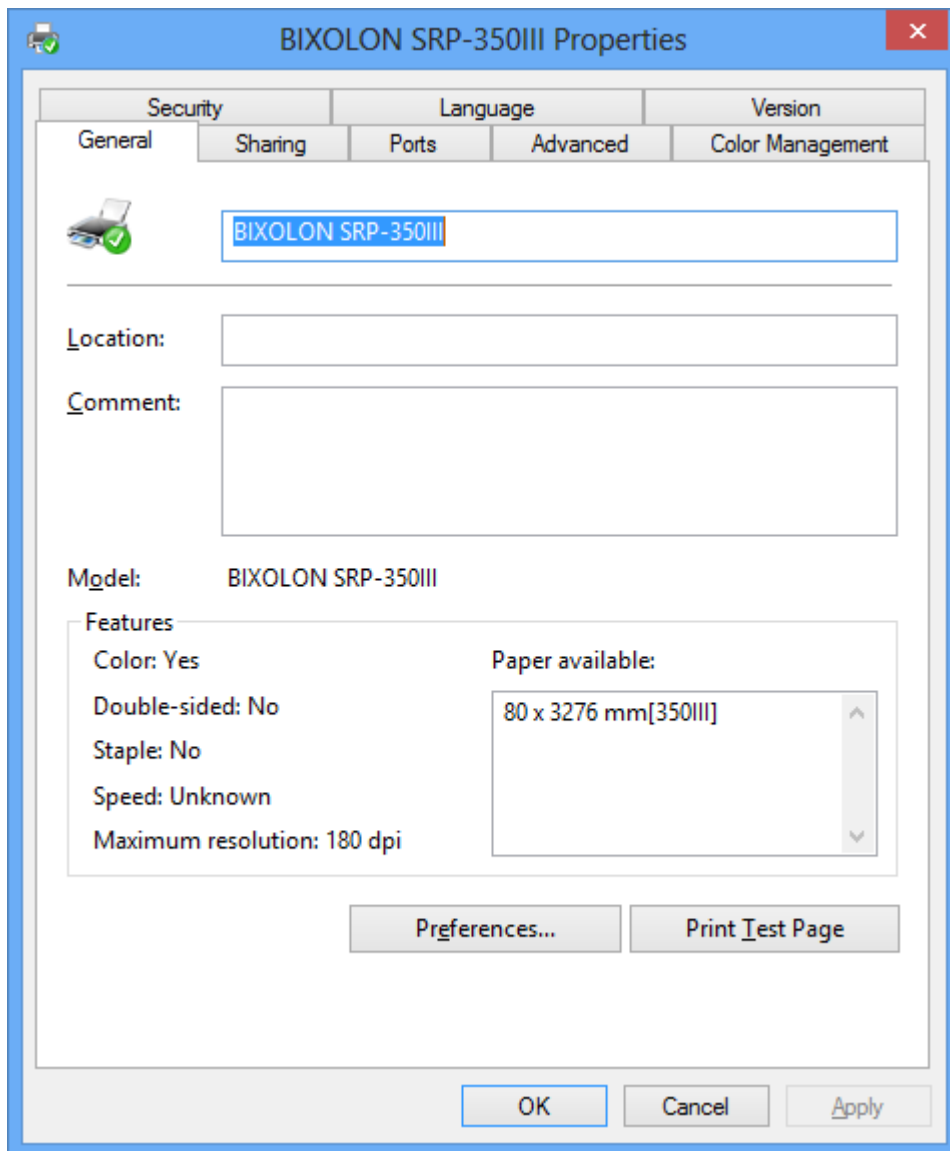 BIXOLON SRP-350III Properties
Security Language Version
General Sharing Ports Advanced Color Management
BIXOLON SRP-350III
Location:
Comment:
Model: BIXOLON SRP-350III
Features
Color: Yes Paper available:
Double-sided: No 80 x 3276 mm[350III]
Staple: No
Speed: Unknown
Maximum resolution: 180 dpi
Preferences... Print Test Page
OK Cancel Apply